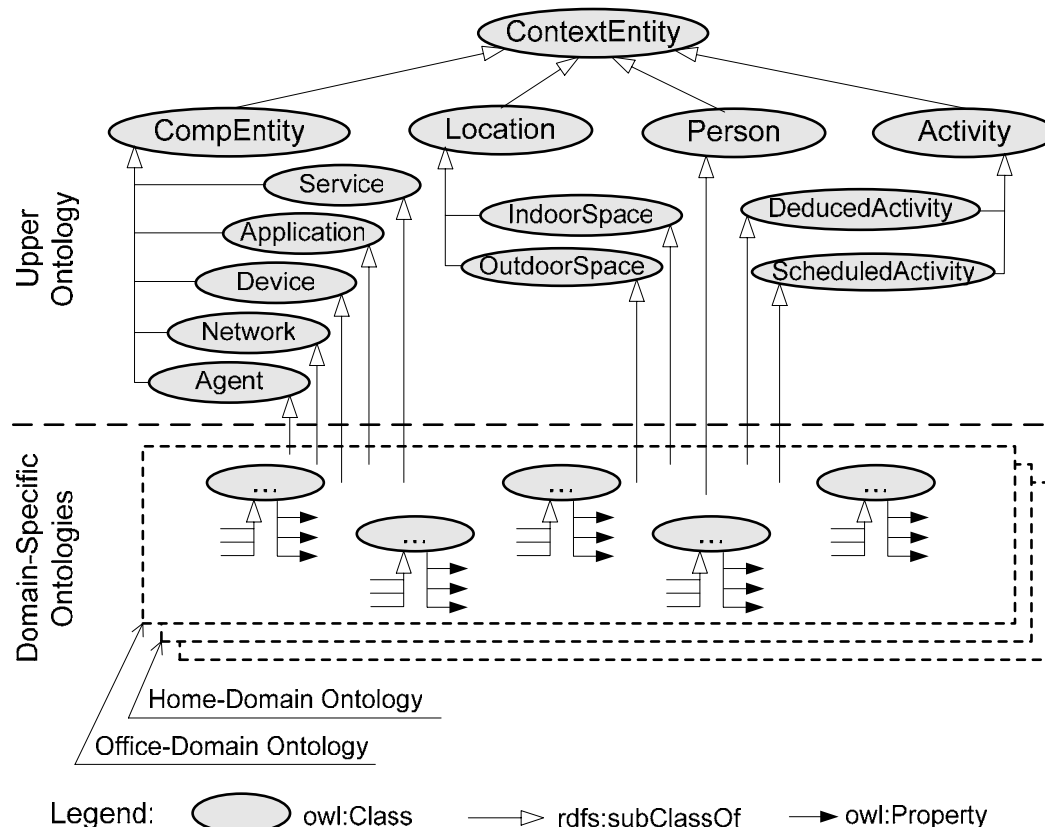 ContextEntity
CompEntity
Location
Person
Activity
Service
Application
Device
Network
Agent
IndoorSpace
OutdoorSpace
DeducedActivity
ScheduledActivity
Upper
Ontology
Domain-Specific
Ontologies
...
...
...
...
...
Home-Domain Ontology
Office-Domain Ontology
Legend: owl:Class rdfs:subClassOf owl:Property